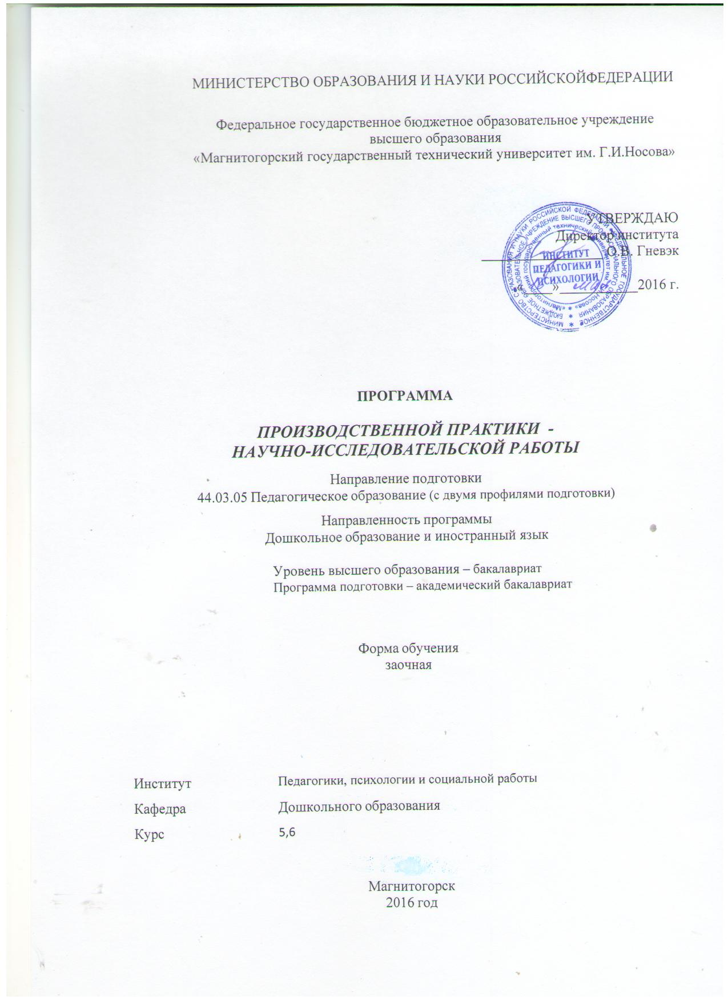 МИНИСТЕРСТВО ОБРАЗОВАНИЯ И НАУКИ РОССИЙСКОЙФЕДЕРАЦИИ
Федеральное государственное бюджетное образовательное учреждение
высшего образования
«Магнитогорский государственный технический университет им. Г.И.Носова»
УТВЕРЖДАЮ
Директор института
О.В. Гневэк
«___»__________2016 г.
ИНСТИТУТ
ПЕДАГОГИКИ И
ПСИХОЛОГИИ
ПРОГРАММА
ПРОИЗВОДСТВЕННОЙ ПРАКТИКИ -
НАУЧНО-ИССЛЕДОВАТЕЛЬСКОЙ РАБОТЫ
Направление подготовки
44.03.05 Педагогическое образование (с двумя профилями подготовки)
Направленность программы
Дошкольное образование и иностранный язык
Уровень высшего образования – бакалавриат
Программа подготовки – академический бакалавриат
Форма обучения
заочная
Институт Педагогики, психологии и социальной работы
Кафедра Дошкольного образования
Курс 5,6
Магнитогорск
2016 год